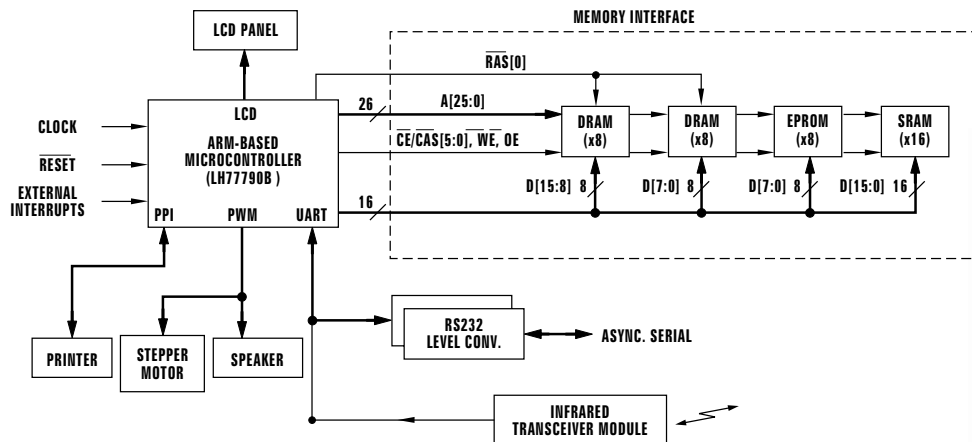 MEMORY INTERFACE
LCD PANEL
RAS[0]
LCD
ARM-BASED
MICROCONTROLLER
(LH77790B )
PPI PWM UART
CLOCK
RESET
EXTERNAL
INTERRUPTS
26 A[25:0]
CE/CAS[5:0], WE, OE
16
DRAM
(x8)
DRAM
(x8)
EPROM
(x8)
SRAM
(x16)
D[15:8] 8
D[7:0] 8
D[7:0] 8
D[15:0] 16
PRINTER
STEPPER
MOTOR
SPEAKER
RS232
LEVEL CONV.
ASYNC. SERIAL
INFRARED
TRANSCEIVER MODULE